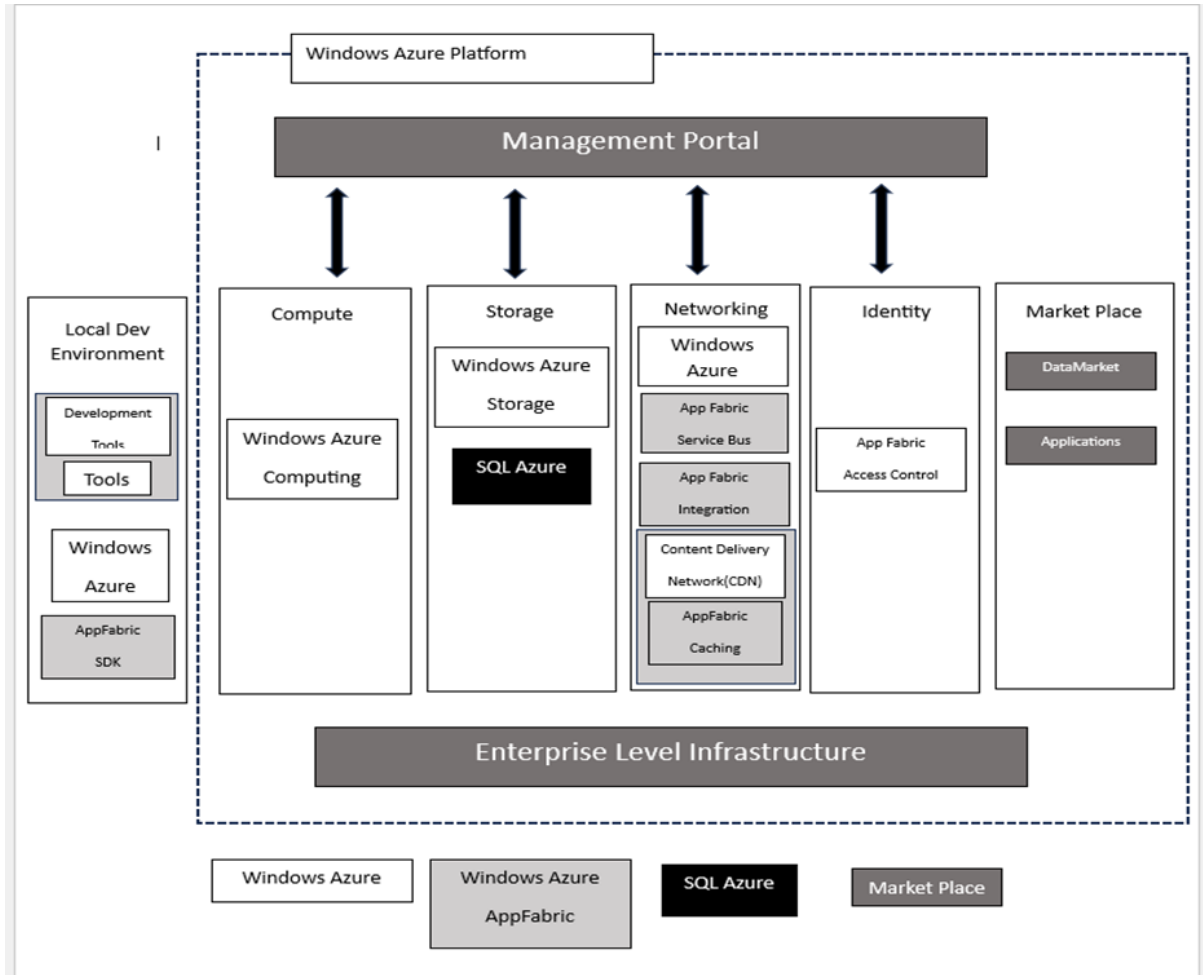 Windows Azure Platform
Management Portal
Local Dev
Environment
Development
Tools
Tools
Windows
Azure
AppFabric
SDK
Compute
Windows Azure
Computing
Storage
Windows Azure
Storage
SQL Azure
Networking
Windows
Azure
App Fabric
Service Bus
App Fabric
Integration
Content Delivery
Network(CDN)
AppFabric
Caching
Identity
App Fabric
Access Control
Market Place
DataMarket
Applications
Enterprise Level Infrastructure
Windows Azure
Windows Azure
AppFabric
SQL Azure
Market Place